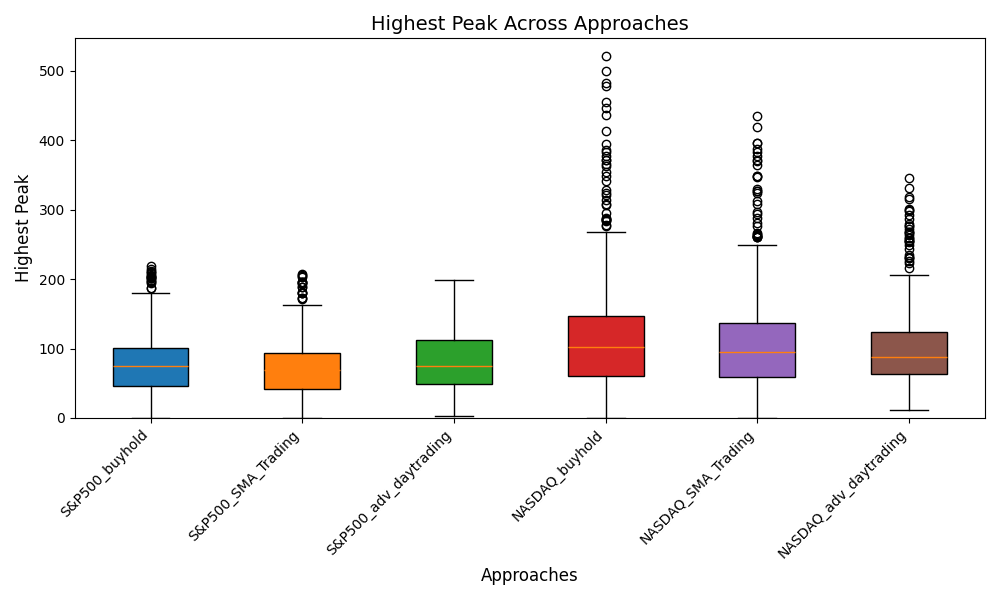 Highest Peak Across Approaches
Highest Peak
500
400
300
200
100
0
S&P500_buyhold
S&P500_SMA_Trading
S&P500_adv_daytrading
NASDAQ_buyhold
NASDAQ_SMA_Trading
NASDAQ_adv_daytrading
Approaches